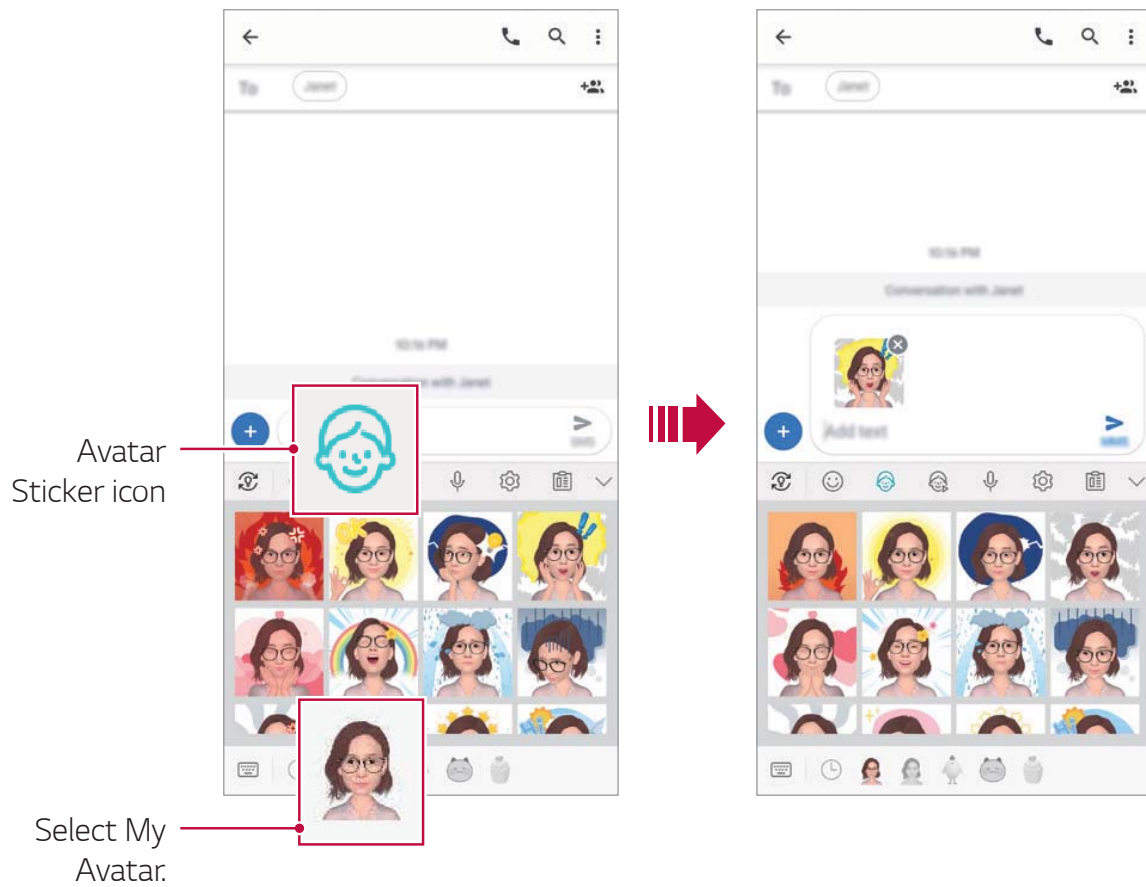 To Janet
10:16 PM
Conversation with Janet
SMS
Avatar
Sticker icon
Select My
Avatar.
To Janet
10:16 PM
Conversation with Janet
Add text
MMS